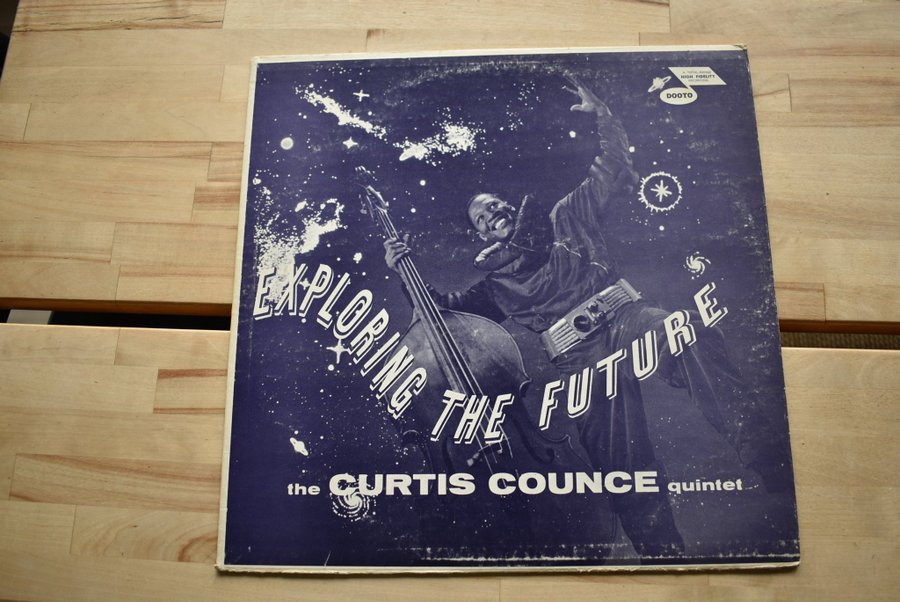 HIGH FIDELITY
DOOTO
EXPLORING THE FUTURE
the CURTIS COUNCE quintet